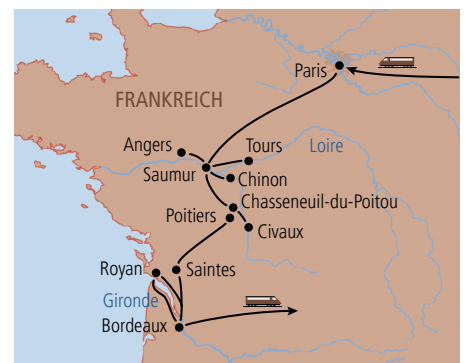 Paris
FRANKREICH
Angers
Tours
Loire
Saumur
Chinon
Chasseneuil-du-Poitou
Poitiers
Civaux
Royan
Saintes
Gironde
Bordeaux